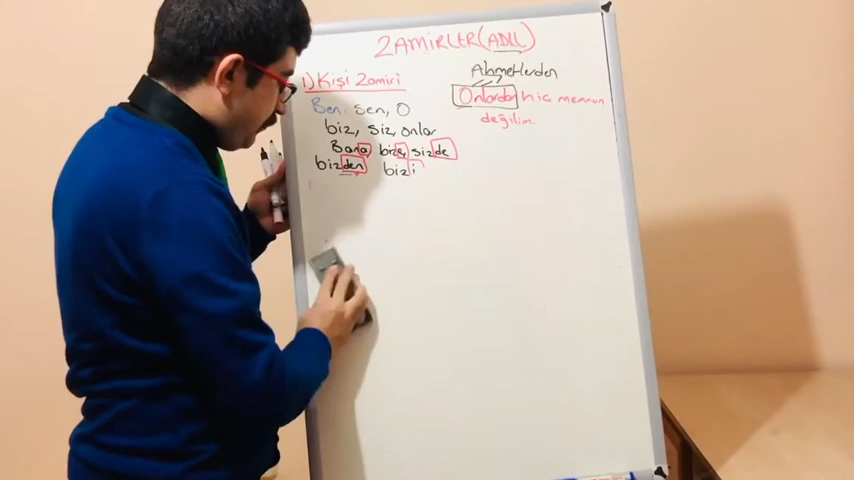 ZAMİRLER (ADIL)
1) Kişi Zamiri
Ben, sen, O
biz, siz, onlar
Bana, bize, sizde
bizden bizi
Ahmetlerden
Onlardan hiç memnun
değilim.